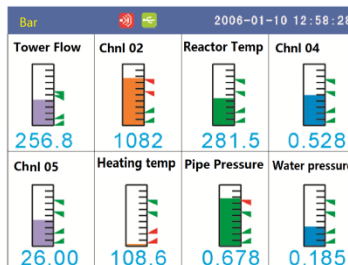 Bar 2006-01-10 12:58:28
Tower Flow Chnl 02 Reactor Temp Chnl 04
256.8 1082 281.5 0.528
Chnl 05 Heating temp Pipe Pressure Water pressure
26.00 108.6 0.678 0.185